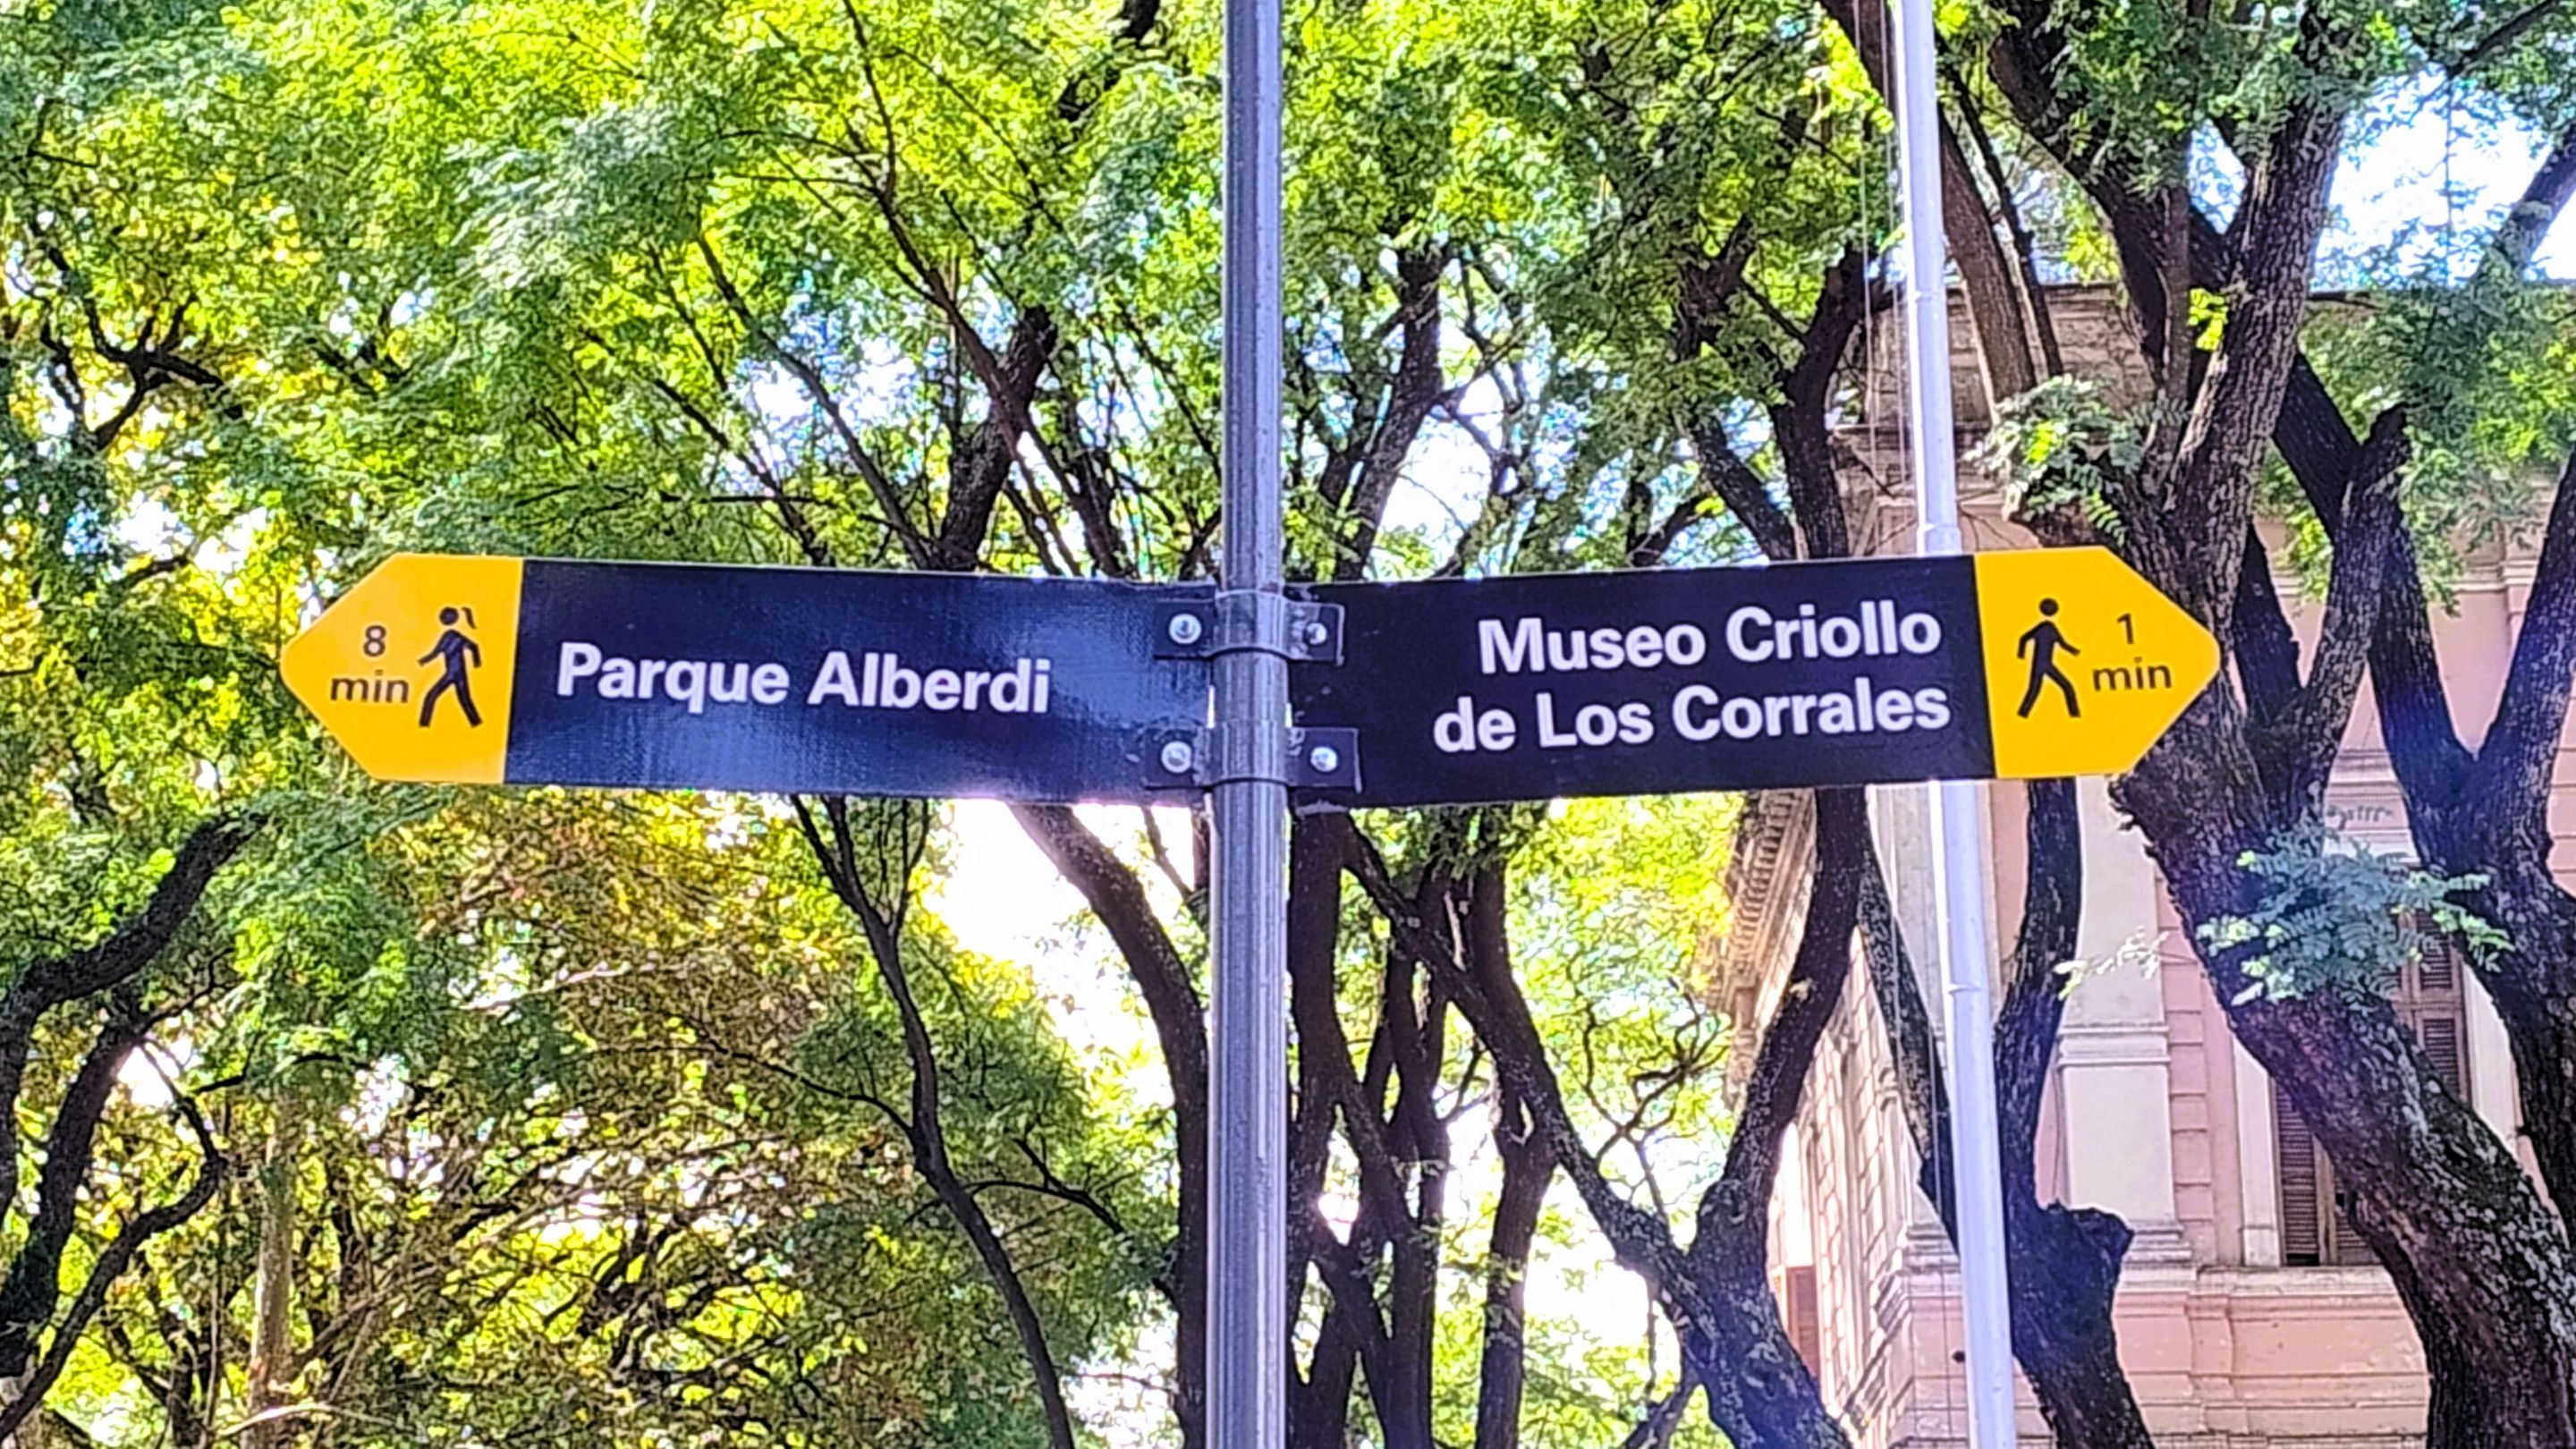 8
min
Parque Alberdi
Museo Criollo
de Los Corrales
1
min